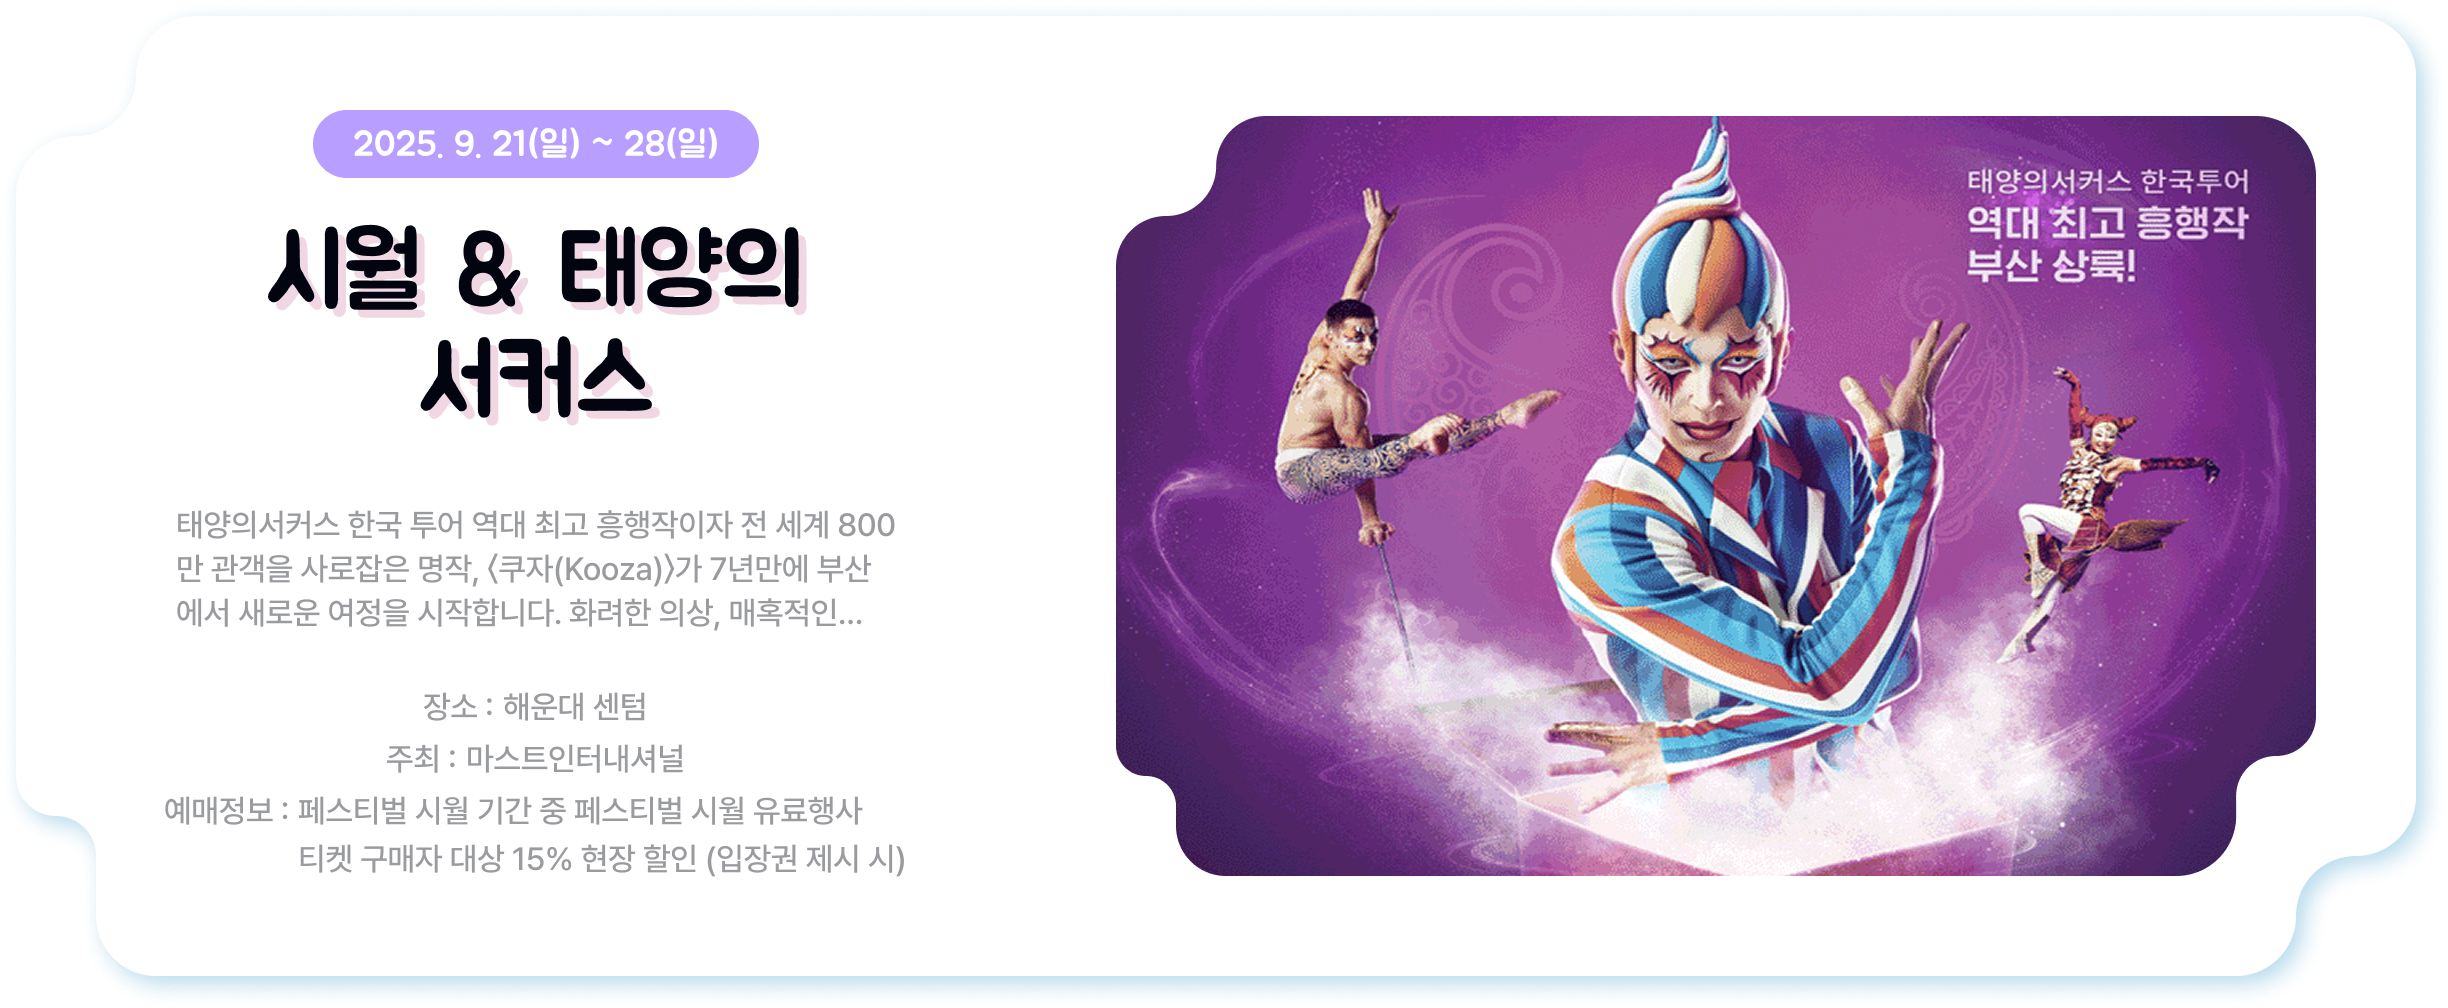 2025. 9. 21(일) ~ 28(일)
시월 & 태양의
서커스
태양의서커스 한국 투어 역대 최고 흥행작이자 전 세계 800
만 관객을 사로잡은 명작, 〈쿠자(Kooza)〉가 7년만에 부산
에서 새로운 여정을 시작합니다. 화려한 의상, 매혹적인...
장소 : 해운대 센텀
주최 : 마스트인터내셔널
예매정보 : 페스티벌 시월 기간 중 페스티벌 시월 유료행사
티켓 구매자 대상 15% 현장 할인 (입장권 제시 시)
태양의서커스 한국투어
역대 최고 흥행작
부산 상륙!